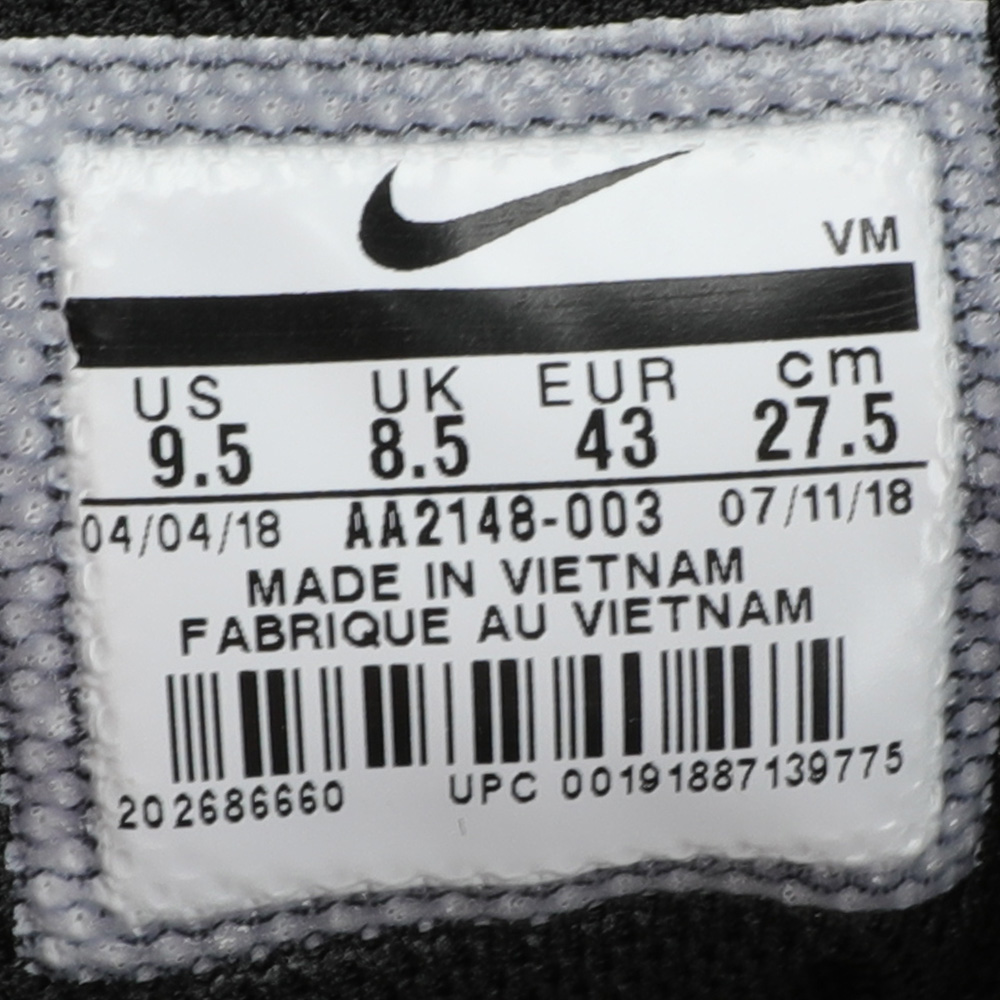 VM
US UK EUR cm
9.5 8.5 43 27.5
04/04/18 AA2148-003 07/11/18
MADE IN VIETNAM
FABRIQUE AU VIETNAM
202686660 UPC 00191887139775